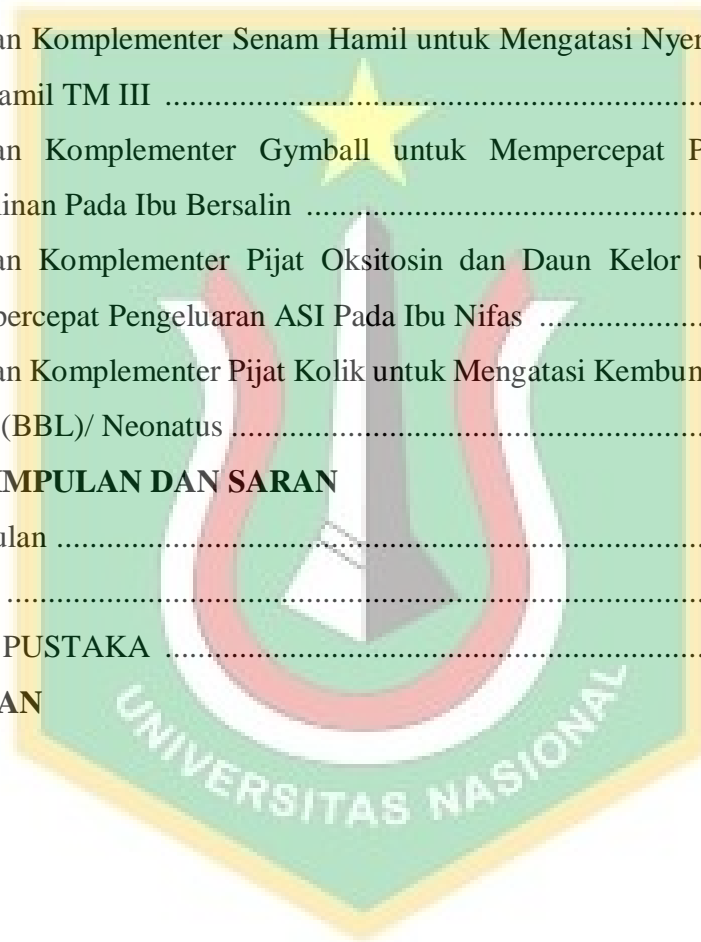 an Komplementer Senam Hamil untuk Mengatasi Nyer
amil TM III ........................................................................
an Komplementer Gymball untuk Mempercepat P
inan Pada Ibu Bersalin ........................................................
an Komplementer Pijat Oksitosin dan Daun Kelor u
percepat Pengeluaran ASI Pada Ibu Nifas ........................
an Komplementer Pijat Kolik untuk Mengatasi Kembun
(BBL)/ Neonatus ................................................................
IMPULAN DAN SARAN
ulan ....................................................................................
............................................................................................
PUSTAKA ........................................................................
AN
UNIVERSITAS NASIONAL